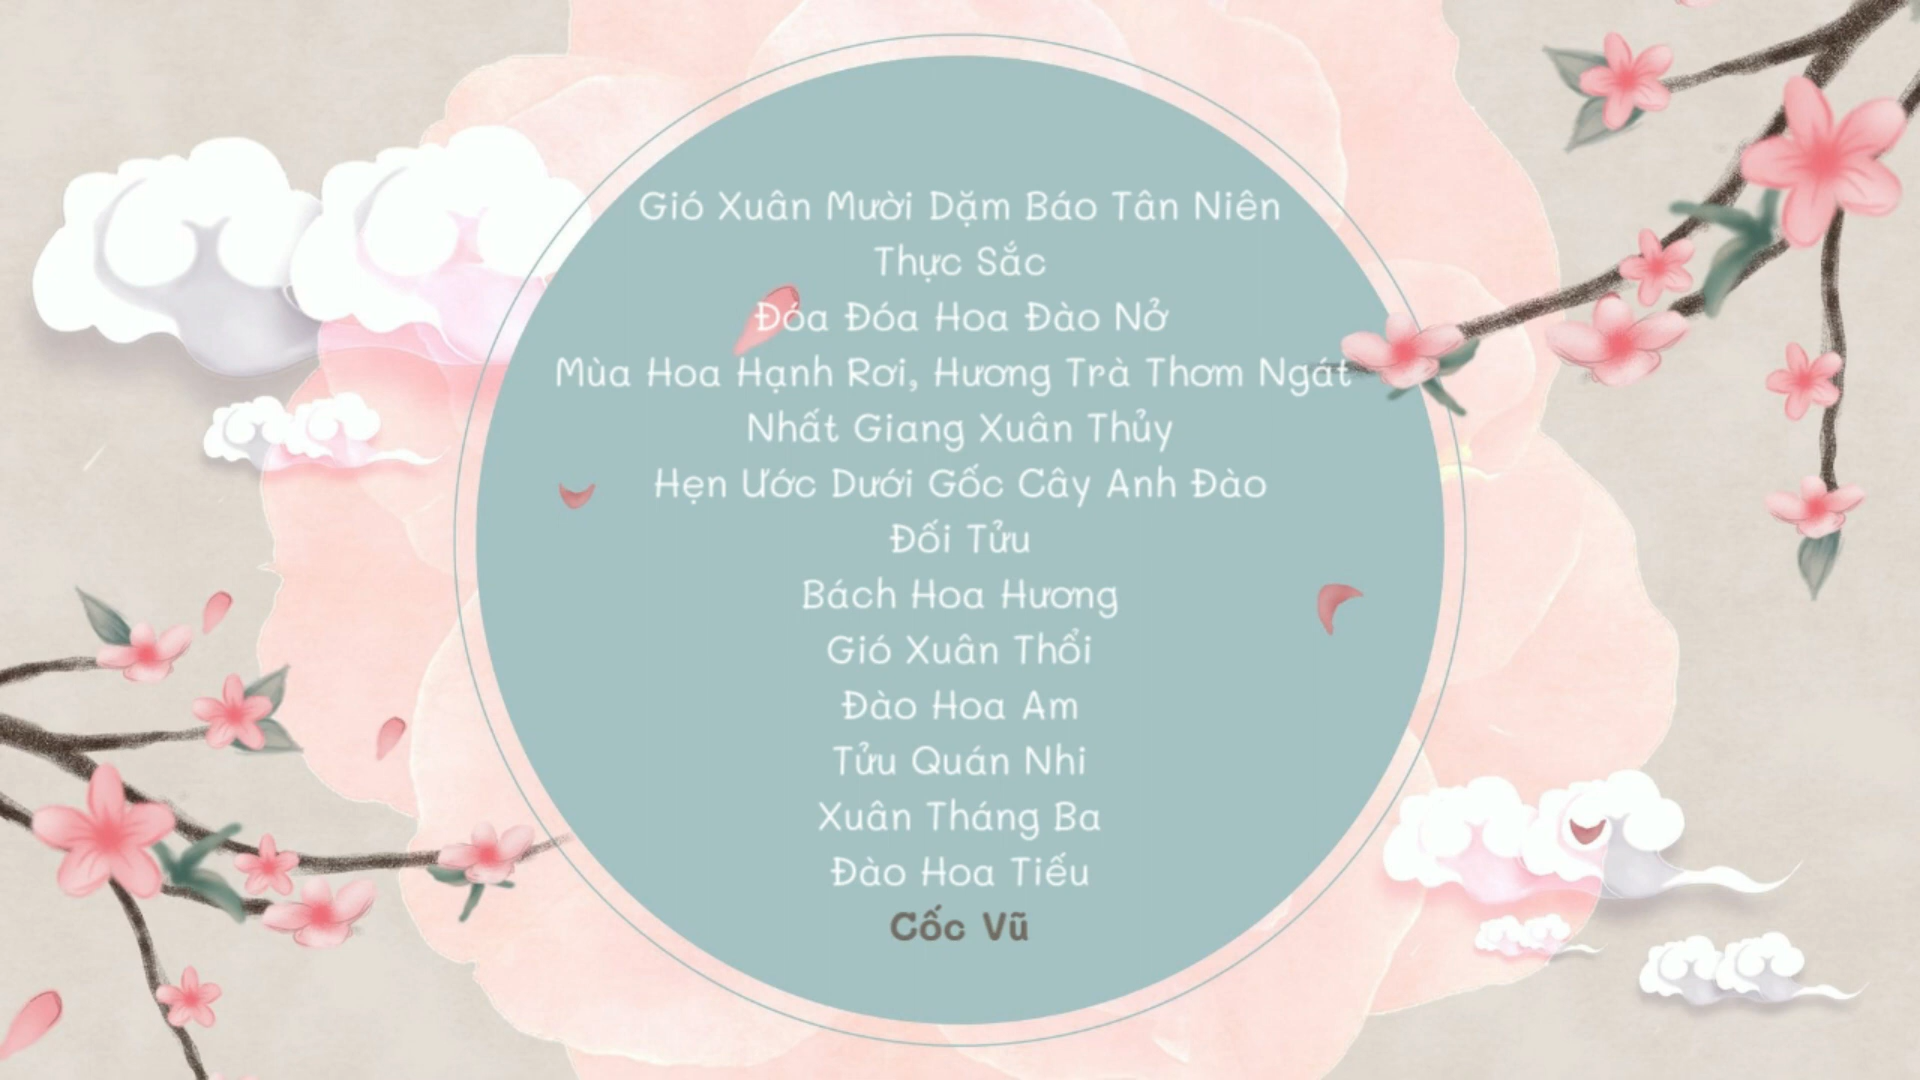 Gió Xuân Mười Dặm Báo Tân Niên
Thực Sắc
Đóa Đóa Hoa Đào Nở
Mùa Hoa Hạnh Rơi, Hương Trà Thơm Ngát
Nhất Giang Xuân Thủy
Hẹn Ước Dưới Gốc Cây Anh Đào
Đối Tửu
Bách Hoa Hương
Gió Xuân Thổi
Đào Hoa Am
Tửu Quán Nhi
Xuân Tháng Ba
Đào Hoa Tiếu
Cốc Vũ